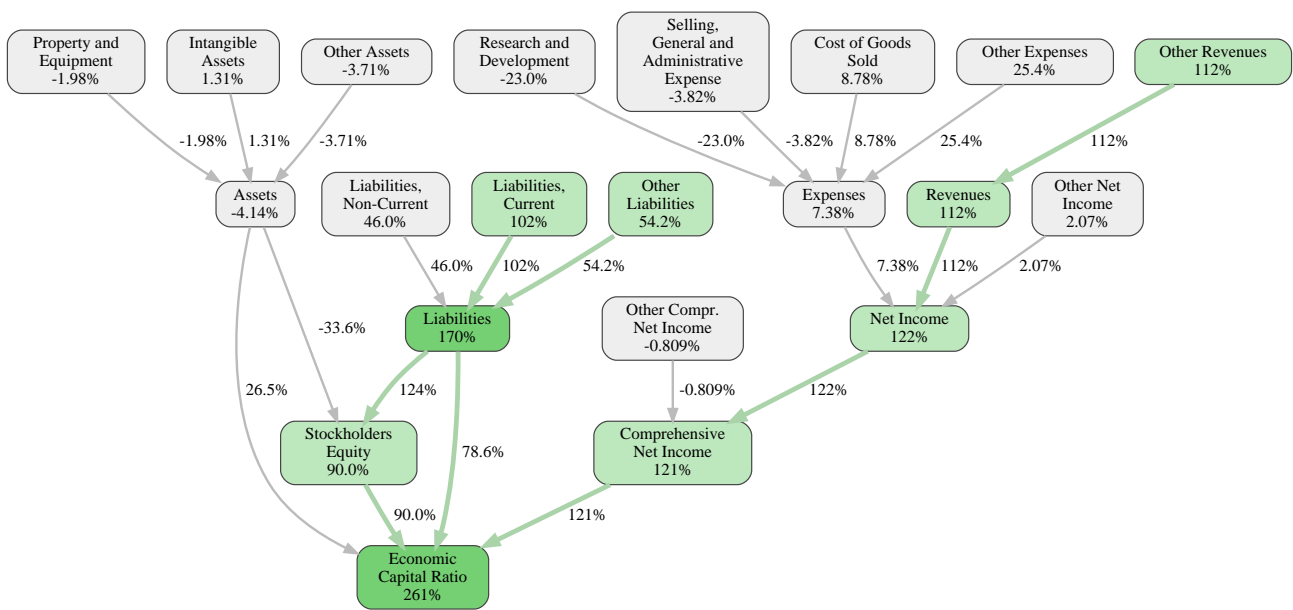 Property and
Equipment
-1.98%
Intangible
Assets
1.31%
Other Assets
-3.71%
Research and
Development
-23.0%
Selling,
General and
Administrative
Expense
-3.82%
Cost of Goods
Sold
8.78%
Other Expenses
25.4%
Other Revenues
112%
-1.98%
1.31%
-3.71%
-23.0%
-3.82%
8.78%
25.4%
112%
Assets
-4.14%
Liabilities,
Non-Current
46.0%
Liabilities,
Current
102%
Other
Liabilities
54.2%
Expenses
7.38%
Revenues
112%
Other Net
Income
2.07%
46.0%
102%
54.2%
7.38%
112%
2.07%
-33.6%
Liabilities
170%
Other Compr.
Net Income
-0.809%
Net Income
122%
26.5%
124%
-0.809%
122%
Stockholders
Equity
90.0%
78.6%
Comprehensive
Net Income
121%
90.0%
121%
Economic
Capital Ratio
261%